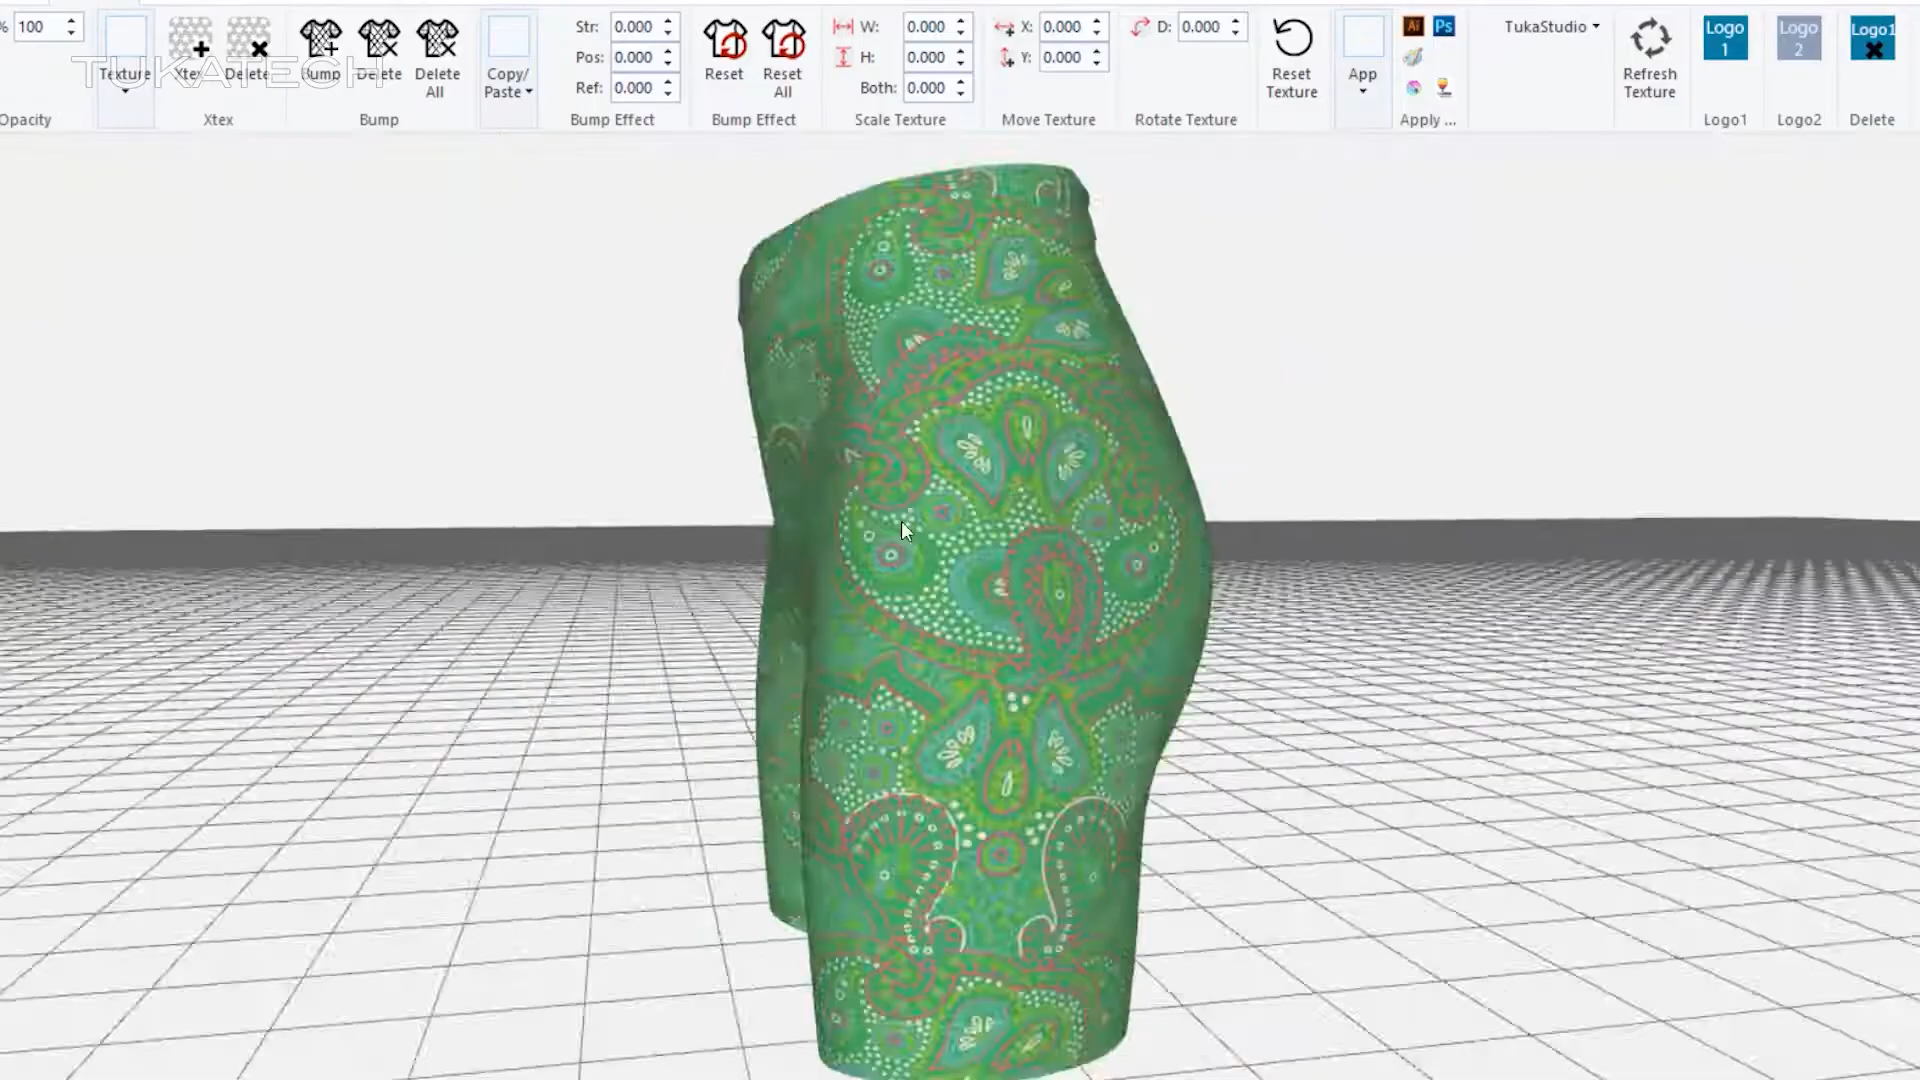 % 100
Texture
Xtex
Delete
Bump
Delete
Delete All
Copy/ Paste
Str: 0.000
Pos: 0.000
Ref: 0.000
Reset
Reset All
W: 0.000
H: 0.000
Both: 0.000
X: 0.000
Y: 0.000
D: 0.000
Reset Texture
App
Ai
Ps
TukaStudio
Refresh Texture
Logo 1
Logo 2
Logo1
Opacity
Xtex
Bump
Bump Effect
Bump Effect
Scale Texture
Move Texture
Rotate Texture
Apply ...
Logo1
Logo2
Delete
TUKATECH